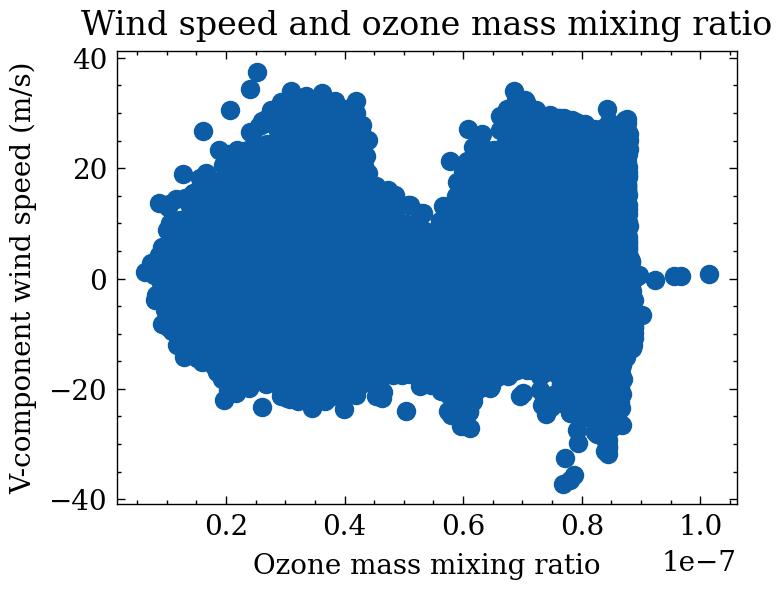 Wind speed and ozone mass mixing ratio
V-component wind speed (m/s)
40
20
0
−20
−40
0.2 0.4 0.6 0.8 1.0
1e−7
Ozone mass mixing ratio